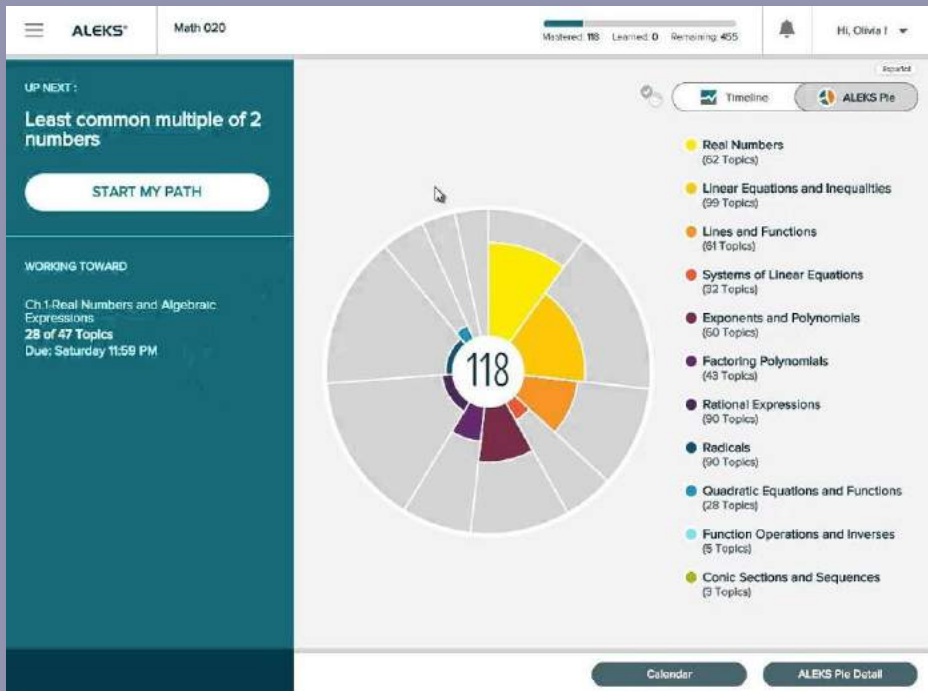 ALEKS®
Math 020
Mastered: 118 Learned: 0 Remaining: 455
Hi, Olivia !
Español
UP NEXT :
Least common multiple of 2
numbers
START MY PATH
WORKING TOWARD
Ch.1-Real Numbers and Algebraic
Expressions
28 of 47 Topics
Due: Saturday 11:59 PM
Timeline
ALEKS Pie
118
Real Numbers
(62 Topics)
Linear Equations and Inequalities
(99 Topics)
Lines and Functions
(61 Topics)
Systems of Linear Equations
(32 Topics)
Exponents and Polynomials
(60 Topics)
Factoring Polynomials
(43 Topics)
Rational Expressions
(90 Topics)
Radicals
(90 Topics)
Quadratic Equations and Functions
(28 Topics)
Function Operations and Inverses
(5 Topics)
Conic Sections and Sequences
(3 Topics)
Calendar
ALEKS Pie Detail